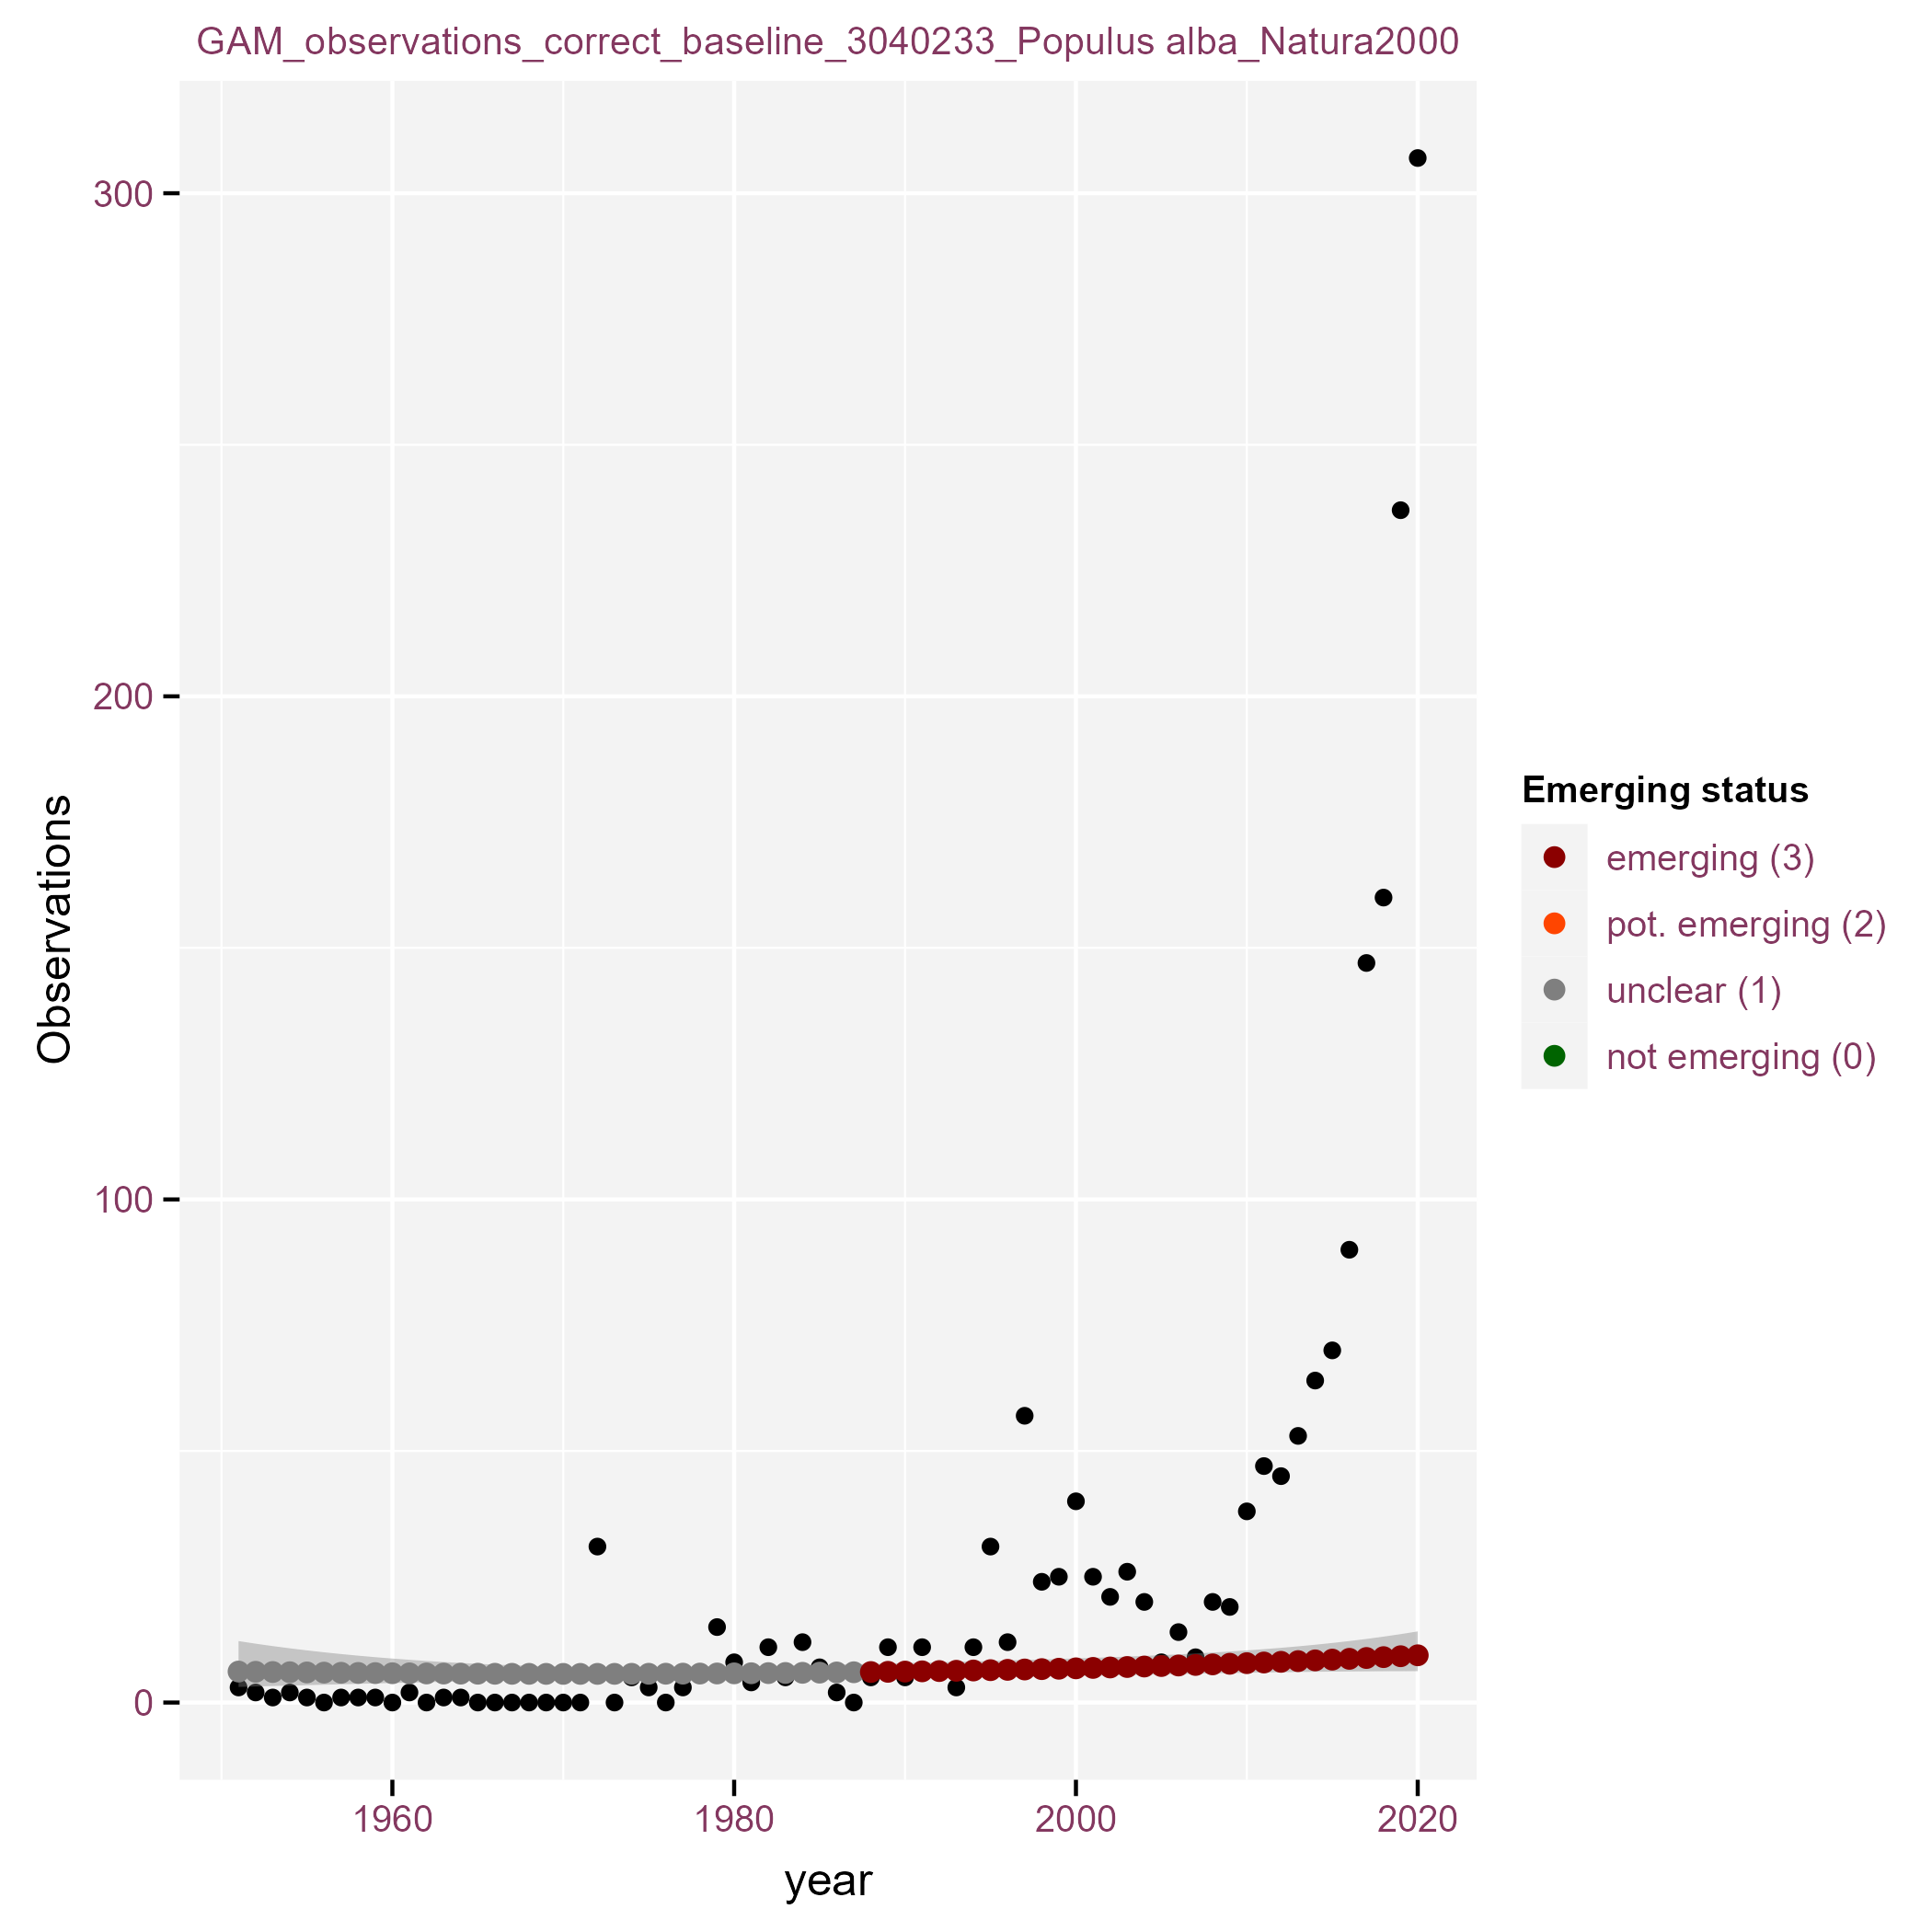 GAM_observations_correct_baseline_3040233_Populus alba_Natura2000
300
200
100
0
Observations
1960
1980
2000
2020
year
Emerging status
emerging (3)
pot. emerging (2)
unclear (1)
not emerging (0)